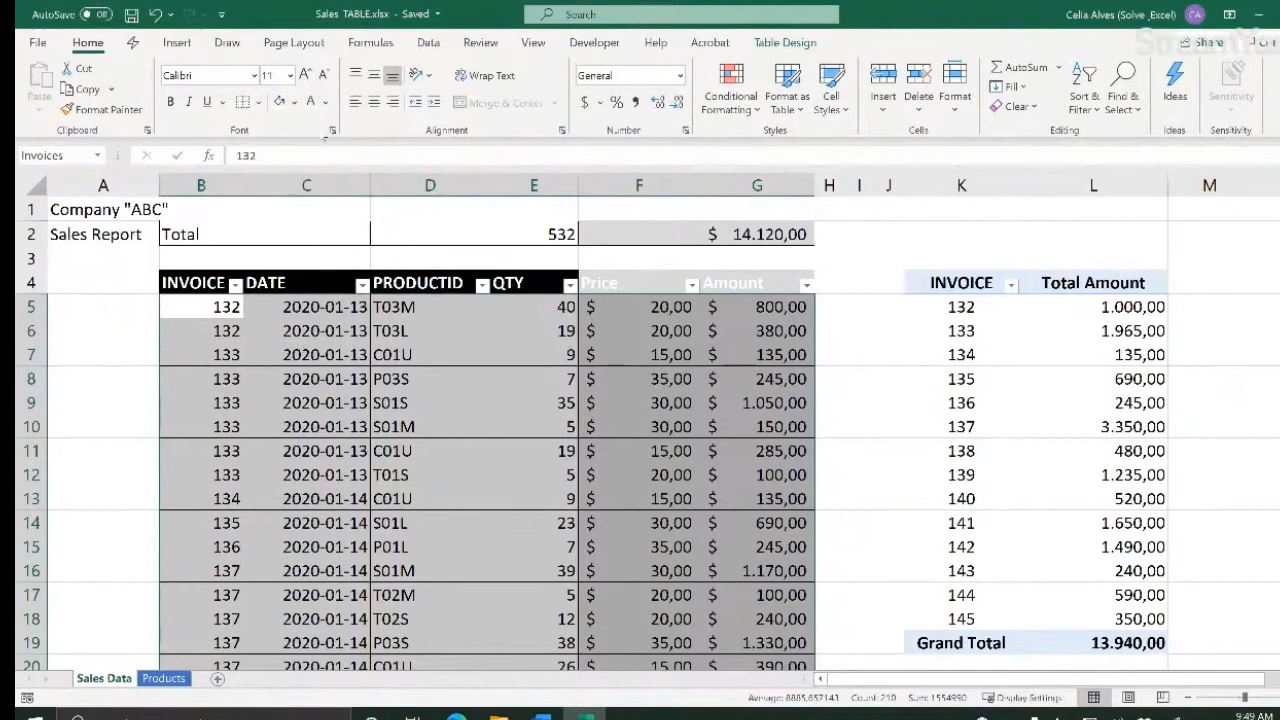 AutoSave Off Sales TABLE.xlsx - Saved Search Celia Alves (Solve_Excel) CA
File Home Insert Draw Page Layout Formulas Data Review View Developer Help Acrobat Table Design Share
Paste Cut Copy Format Painter Calibri 11 B I U Wrap Text Merge & Center General $ % Conditional Formatting Format as Table Cell Styles Insert Delete Format AutoSum Fill Clear Sort & Filter Find & Select Ideas Sensitivity
Clipboard Font Alignment Number Styles Cells Editing Ideas Sensitivity
Invoices fx 132
A B C D E F G H I J K L M
1 Company "ABC"
2 Sales Report Total 532 $ 14.120,00
3
4 INVOICE DATE PRODUCTID QTY Price Amount INVOICE Total Amount
5 132 2020-01-13 T03M 40 $ 20,00 $ 800,00 132 1.000,00
6 132 2020-01-13 T03L 19 $ 20,00 $ 380,00 133 1.965,00
7 133 2020-01-13 C01U 9 $ 15,00 $ 135,00 134 135,00
8 133 2020-01-13 P03S 7 $ 35,00 $ 245,00 135 690,00
9 133 2020-01-13 S01S 35 $ 30,00 $ 1.050,00 136 245,00
10 133 2020-01-13 S01M 5 $ 30,00 $ 150,00 137 3.350,00
11 133 2020-01-13 C01U 19 $ 15,00 $ 285,00 138 480,00
12 133 2020-01-13 T01S 5 $ 20,00 $ 100,00 139 1.235,00
13 134 2020-01-14 C01U 9 $ 15,00 $ 135,00 140 520,00
14 135 2020-01-14 S01L 23 $ 30,00 $ 690,00 141 1.650,00
15 136 2020-01-14 P01L 7 $ 35,00 $ 245,00 142 1.490,00
16 137 2020-01-14 S01M 39 $ 30,00 $ 1.170,00 143 240,00
17 137 2020-01-14 T02M 5 $ 20,00 $ 100,00 144 590,00
18 137 2020-01-14 T02S 12 $ 20,00 $ 240,00 145 350,00
19 137 2020-01-14 P03S 38 $ 35,00 $ 1.330,00 Grand Total 13.940,00
20 137 2020-01-14 C01U 26 $ 15,00 $ 390,00
Sales Data Products
Average: 8885,657143 Count: 210 Sum: 1554990 Display Settings
9:49 AM